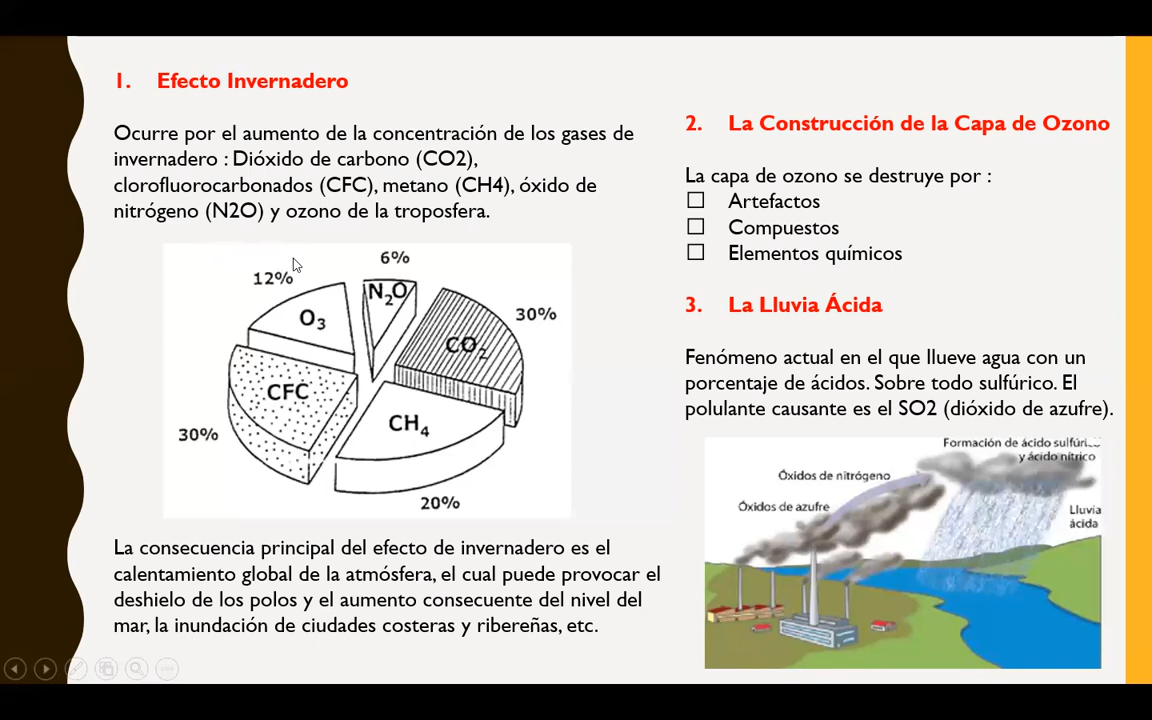 1. Efecto Invernadero
Ocurre por el aumento de la concentración de los gases de
invernadero : Dióxido de carbono (CO2),
clorofluorocarbonados (CFC), metano (CH4), óxido de
nitrógeno (N2O) y ozono de la troposfera.
6%
12%
N₂O
30%
O₃
CO₂
CFC
CH₄
30%
20%
La consecuencia principal del efecto de invernadero es el
calentamiento global de la atmósfera, el cual puede provocar el
deshielo de los polos y el aumento consecuente del nivel del
mar, la inundación de ciudades costeras y ribereñas, etc.
2. La Construcción de la Capa de Ozono
La capa de ozono se destruye por :
☐ Artefactos
☐ Compuestos
☐ Elementos químicos
3. La Lluvia Ácida
Fenómeno actual en el que llueve agua con un
porcentaje de ácidos. Sobre todo sulfúrico. El
polulante causante es el SO2 (dióxido de azufre).
Formación de ácido sulfúrico
y ácido nítrico
Óxidos de nitrógeno
Óxidos de azufre
Lluvia
ácida